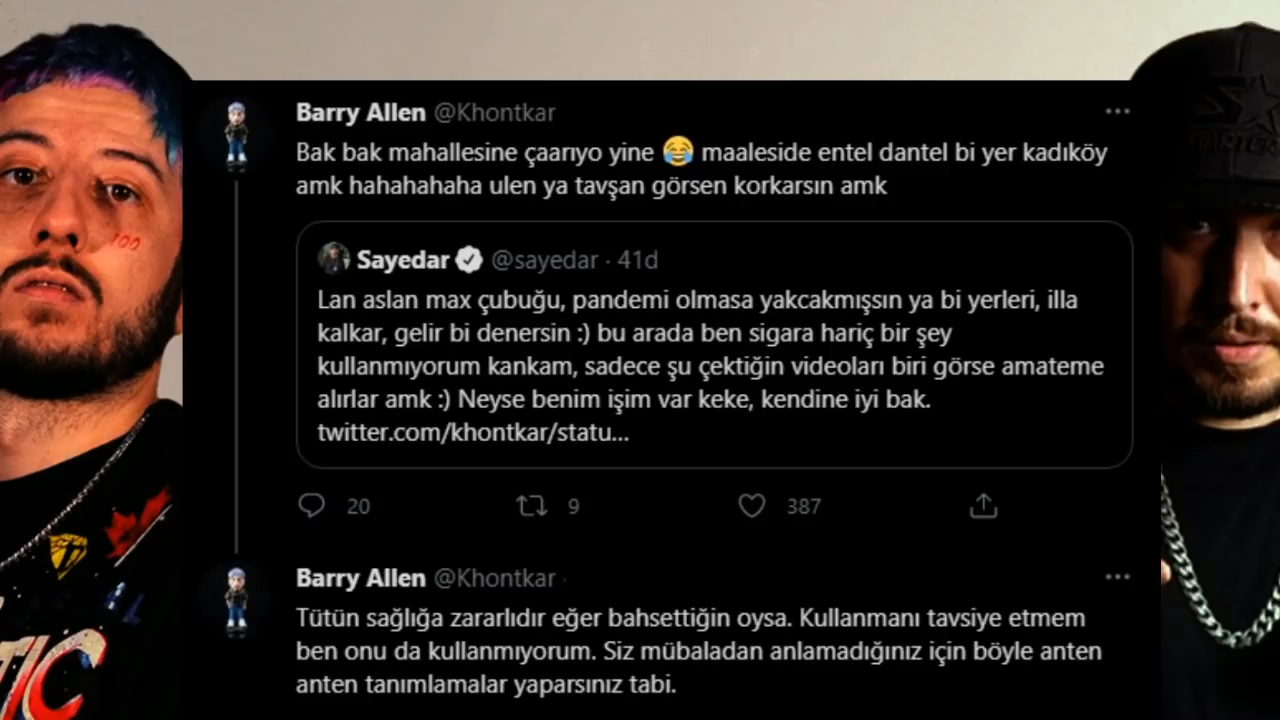 Barry Allen @Khontkar
Bak bak mahallesine çaarıyo yine 😂 maaleside entel dantel bi yer kadıköy
amk hahahahaha ulen ya tavşan görsen korkarsın amk
Sayedar @sayedar · 41d
Lan aslan max çubuğu, pandemi olmasa yakcakmışsın ya bi yerleri, illa
kalkar, gelir bi denersin :) bu arada ben sigara hariç bir şey
kullanmıyorum kankam, sadece şu çektiğin videoları biri görse amateme
alırlar amk :) Neyse benim işim var keke, kendine iyi bak.
twitter.com/khontkar/statu...
20 9 387
Barry Allen @Khontkar ·
Tütün sağlığa zararlıdır eğer bahsettiğin oysa. Kullanmanı tavsiye etmem
ben onu da kullanmıyorum. Siz mübaladan anlamadığınız için böyle anten
anten tanımlamalar yaparsınız tabi.
100